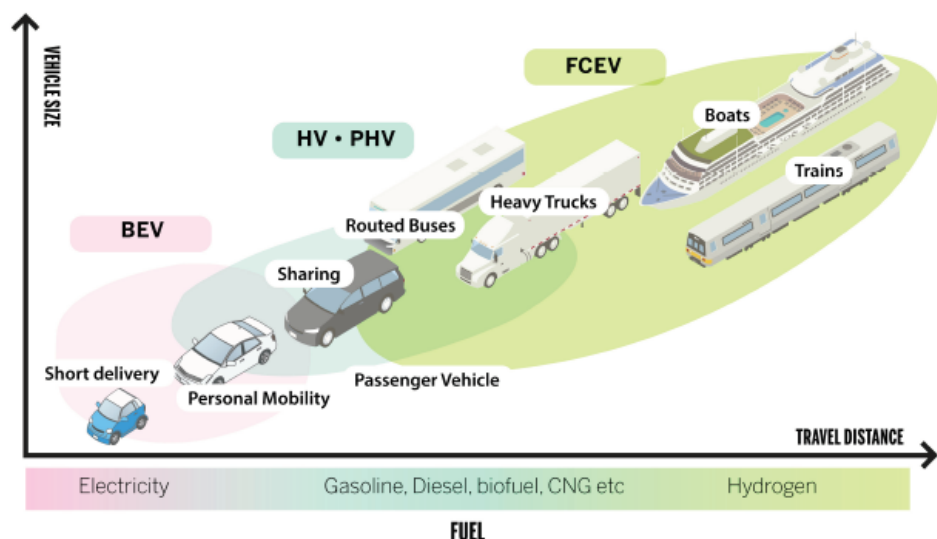 VEHICLE SIZE
FCEV
HV • PHV
BEV
Boats
Trains
Heavy Trucks
Routed Buses
Sharing
Short delivery
Personal Mobility
Passenger Vehicle
TRAVEL DISTANCE
Electricity
Gasoline, Diesel, biofuel, CNG etc
Hydrogen
FUEL